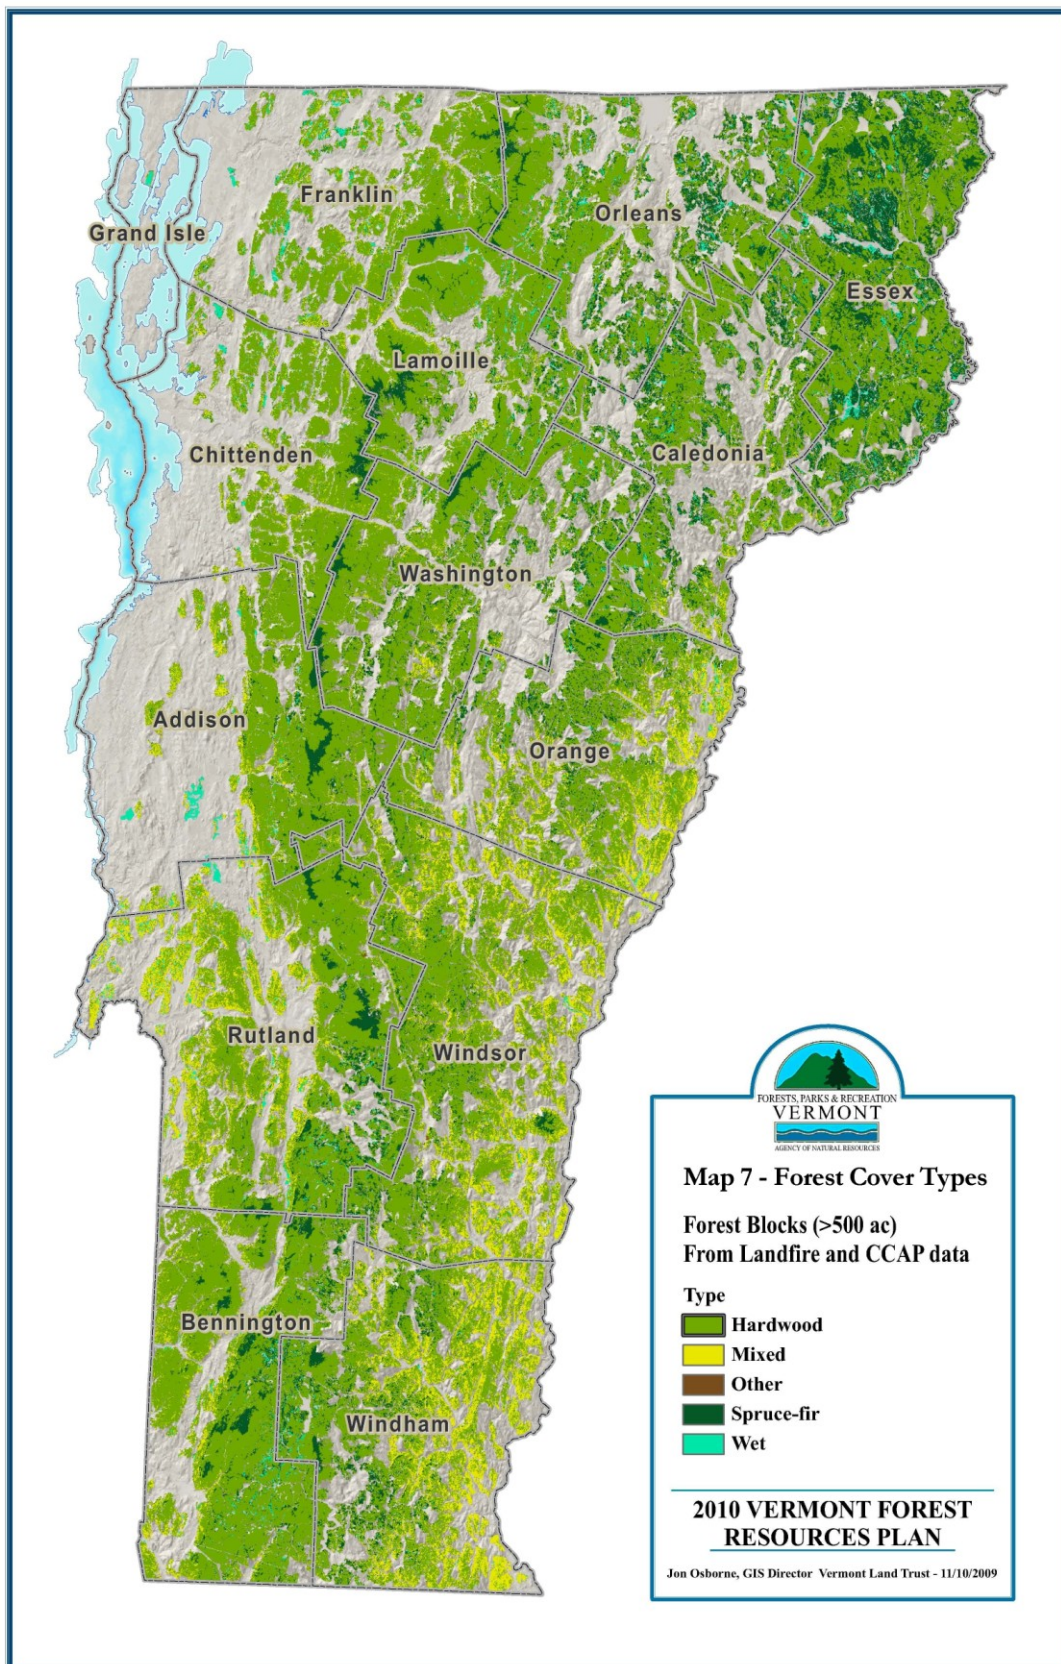 Franklin
Orleans
Grand Isle
Essex
Lamoille
Chittenden
Caledonia
Washington
Addison
Orange
Rutland
Windsor
Bennington
Windham
FORESTS, PARKS & RECREATION
VERMONT
AGENCY OF NATURAL RESOURCES
Map 7 - Forest Cover Types
Forest Blocks (>500 ac)
From Landfire and CCAP data
Type
Hardwood
Mixed
Other
Spruce-fir
Wet
2010 VERMONT FOREST
RESOURCES PLAN
Jon Osborne, GIS Director Vermont Land Trust - 11/10/2009